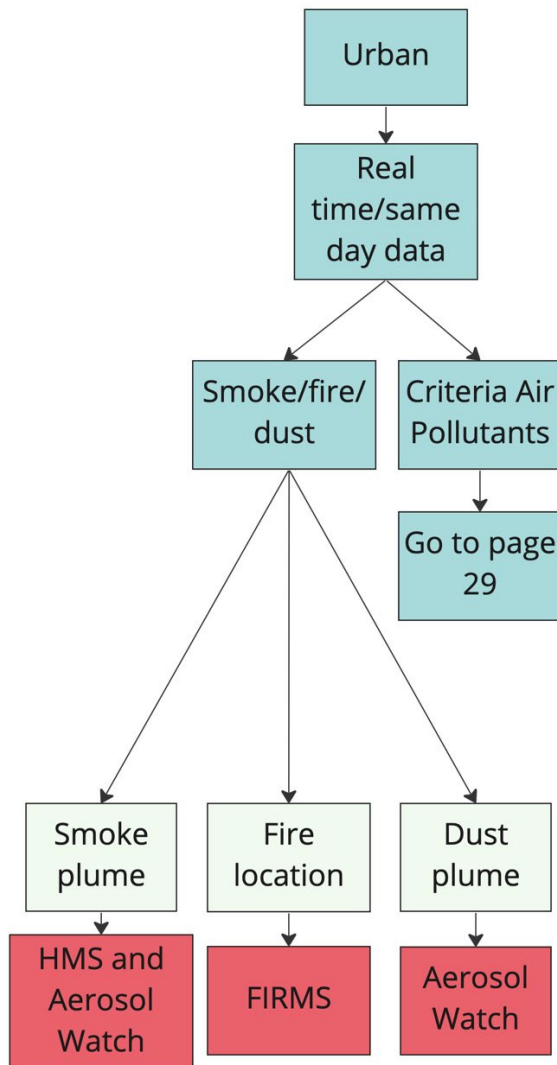 Urban
Real
time/same
day data
Smoke/fire/
dust
Criteria Air
Pollutants
Go to page
29
Smoke
plume
Fire
location
Dust
plume
HMS and
Aerosol
Watch
FIRMS
Aerosol
Watch